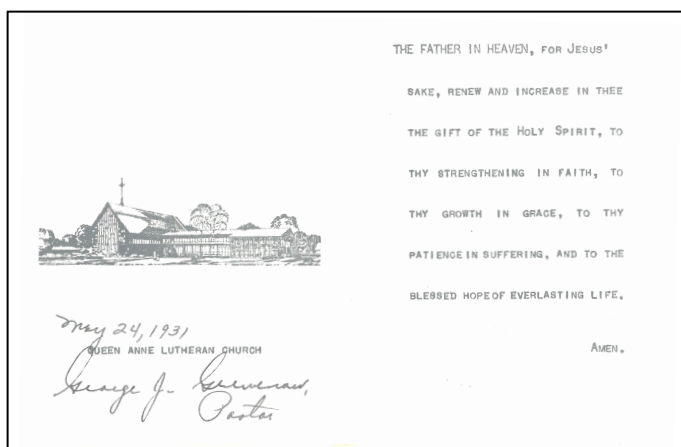 May 24, 1931
QUEEN ANNE LUTHERAN CHURCH
George J.
Pastor
THE FATHER IN HEAVEN, FOR JESUS'
SAKE, RENEW AND INCREASE IN THEE
THE GIFT OF THE HOLY SPIRIT, TO
THY STRENGTHENING IN FAITH, TO
THY GROWTH IN GRACE, TO THY
PATIENCE IN SUFFERING, AND TO THE
BLESSED HOPE OF EVERLASTING LIFE.
AMEN.